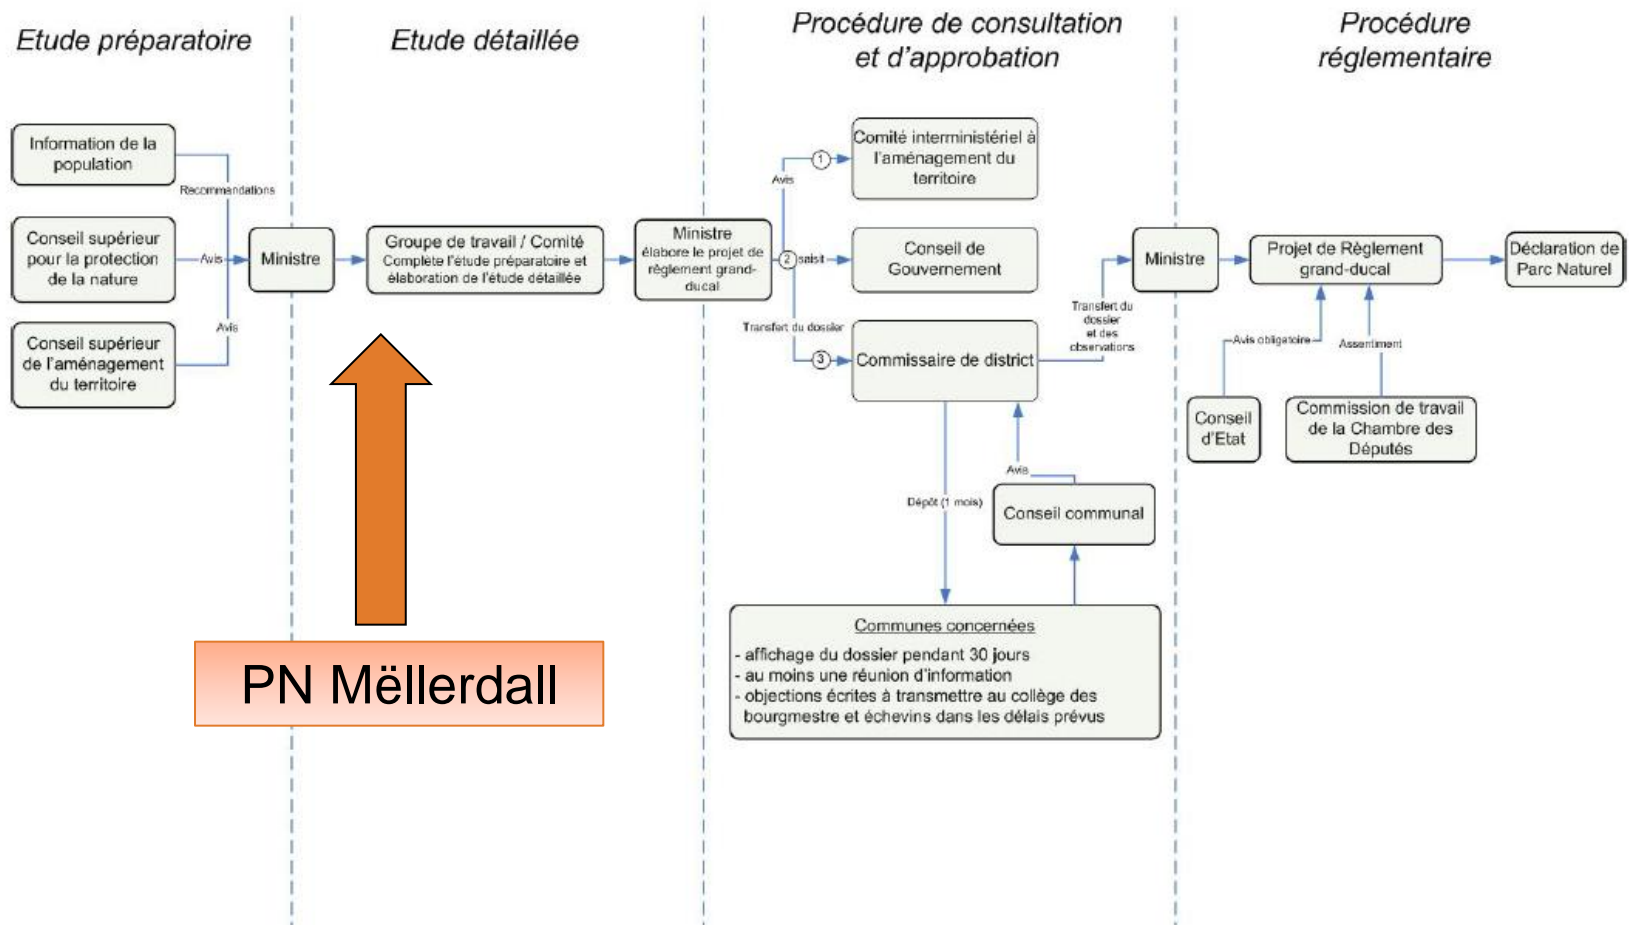 Etude préparatoire
Etude détaillée
Procédure de consultation
et d'approbation
Procédure
réglementaire
Information de la
population
Recommandations
Conseil supérieur
pour la protection
de la nature
Avis
Conseil supérieur
de l'aménagement
du territoire
Avis
Ministre
Groupe de travail / Comité
Complète l'étude préparatoire et
élaboration de l'étude détaillée
Ministre
élabore le projet de
règlement grand-
ducal
Avis
1
Comité interministériel à
l'aménagement du
territoire
2
saisit
Conseil de
Gouvernement
Transfert du dossier
3
Commissaire de district
Transfert du
dossier
et des
observations
Dépôt (1 mois)
Avis
Conseil communal
Communes concernées
- affichage du dossier pendant 30 jours
- au moins une réunion d'information
- objections écrites à transmettre au collège des
bourgmestre et échevins dans les délais prévus
Ministre
Projet de Règlement
grand-ducal
Déclaration de
Parc Naturel
Avis obligatoire
Assentiment
Conseil
d'Etat
Commission de travail
de la Chambre des
Députés
PN Mëllerdall